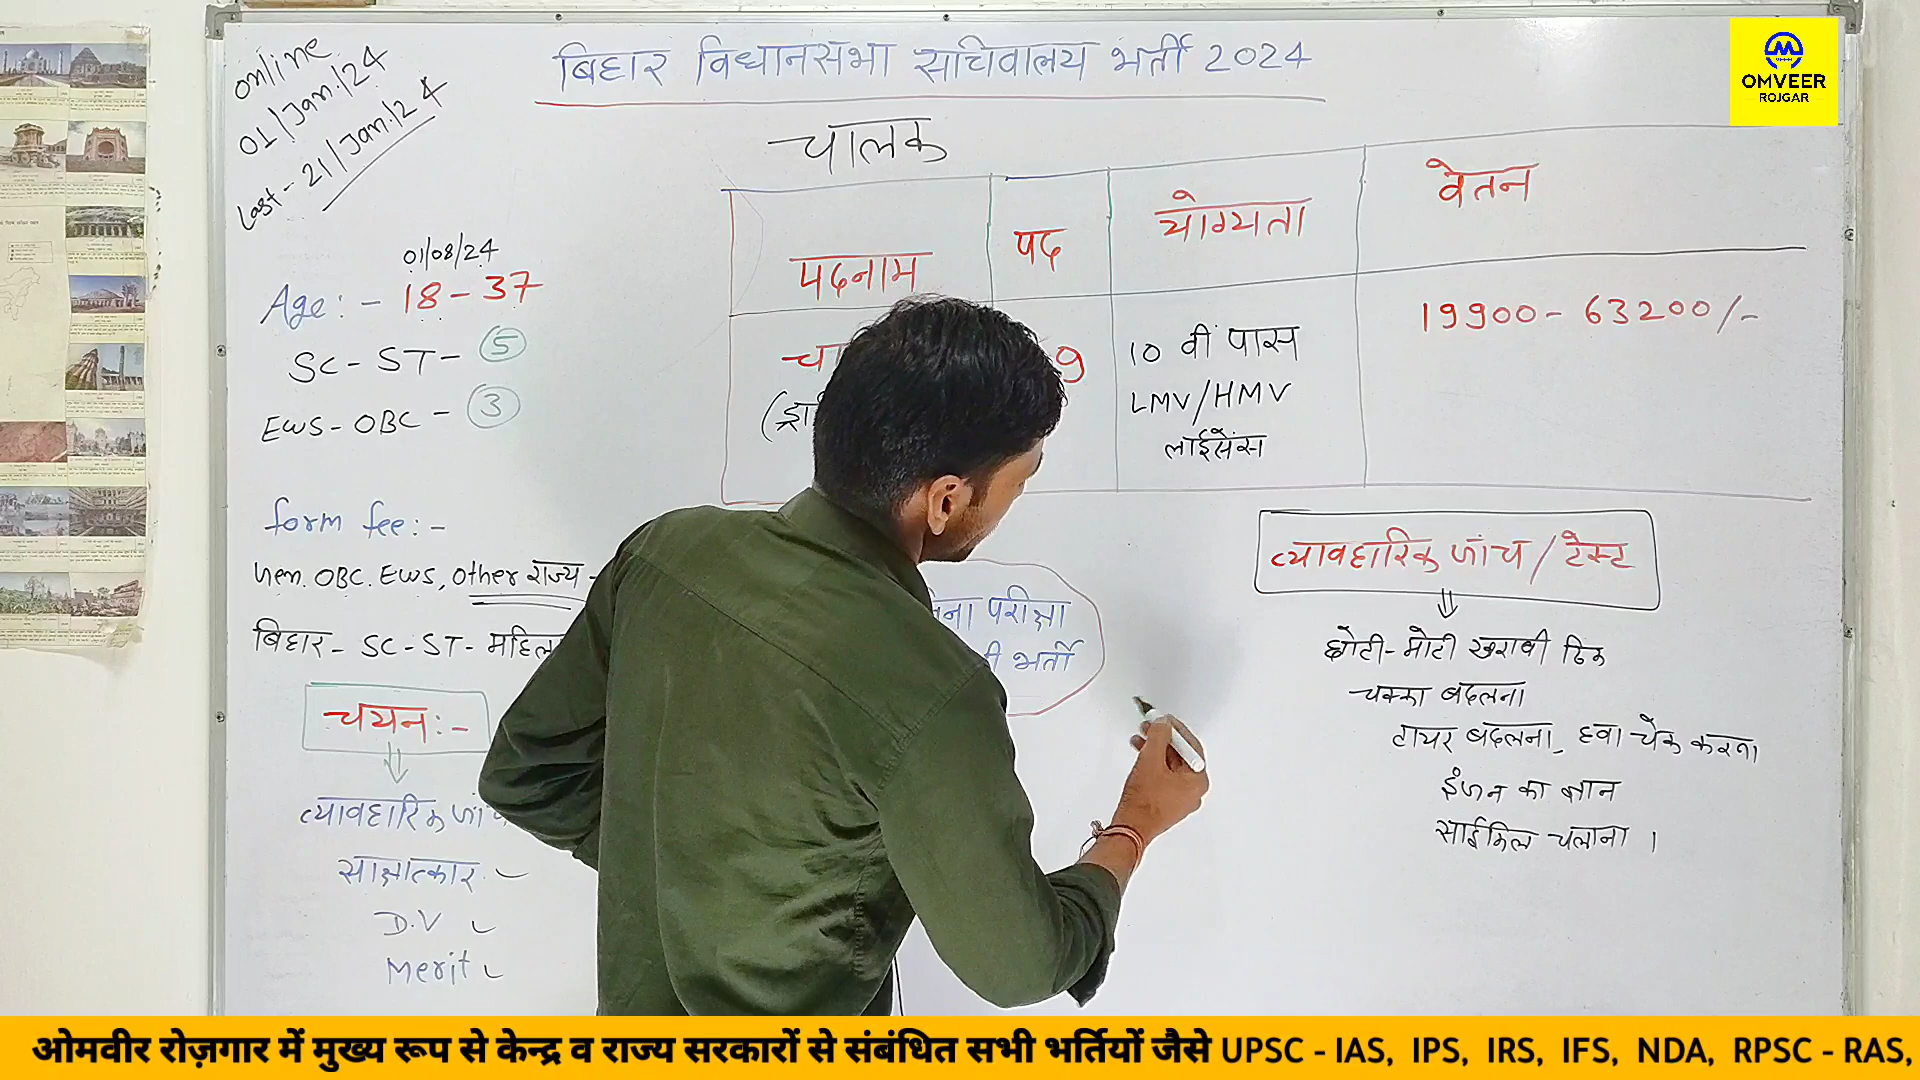 online
01/Jan./24
Last - 21/Jan./24
बिहार विधानसभा सचिवालय भर्ती 2024
OMVEER
ROJGAR
चालक
पदनाम
पद
योग्यता
वेतन
01/08/24
Age:- 18-37
SC-ST- 5
EWS-OBC - 3
9
10 वीं पास
LMV/HMV
लाईसेंस
19900- 63200/-
form fee:-
Gen. OBC. EWS, other राज्य -
बिहार- SC-ST-
चयन:-
व्यावहारिक
साक्षात्कार
D.V
Merit
परीक्षा
भर्ती
व्यावहारिक जांच/टेस्ट
छोटी-मोटी खराबी ठिक
चक्का बदलना
टायर बदलना, हवा चेक करना
इंजन का ज्ञान
साईकिल चलाना।
ओमवीर रोज़गार में मुख्य रूप से केन्द्र व राज्य सरकारों से संबंधित सभी भर्तियों जैसे UPSC - IAS, IPS, IRS, IFS, NDA, RPSC - RAS,